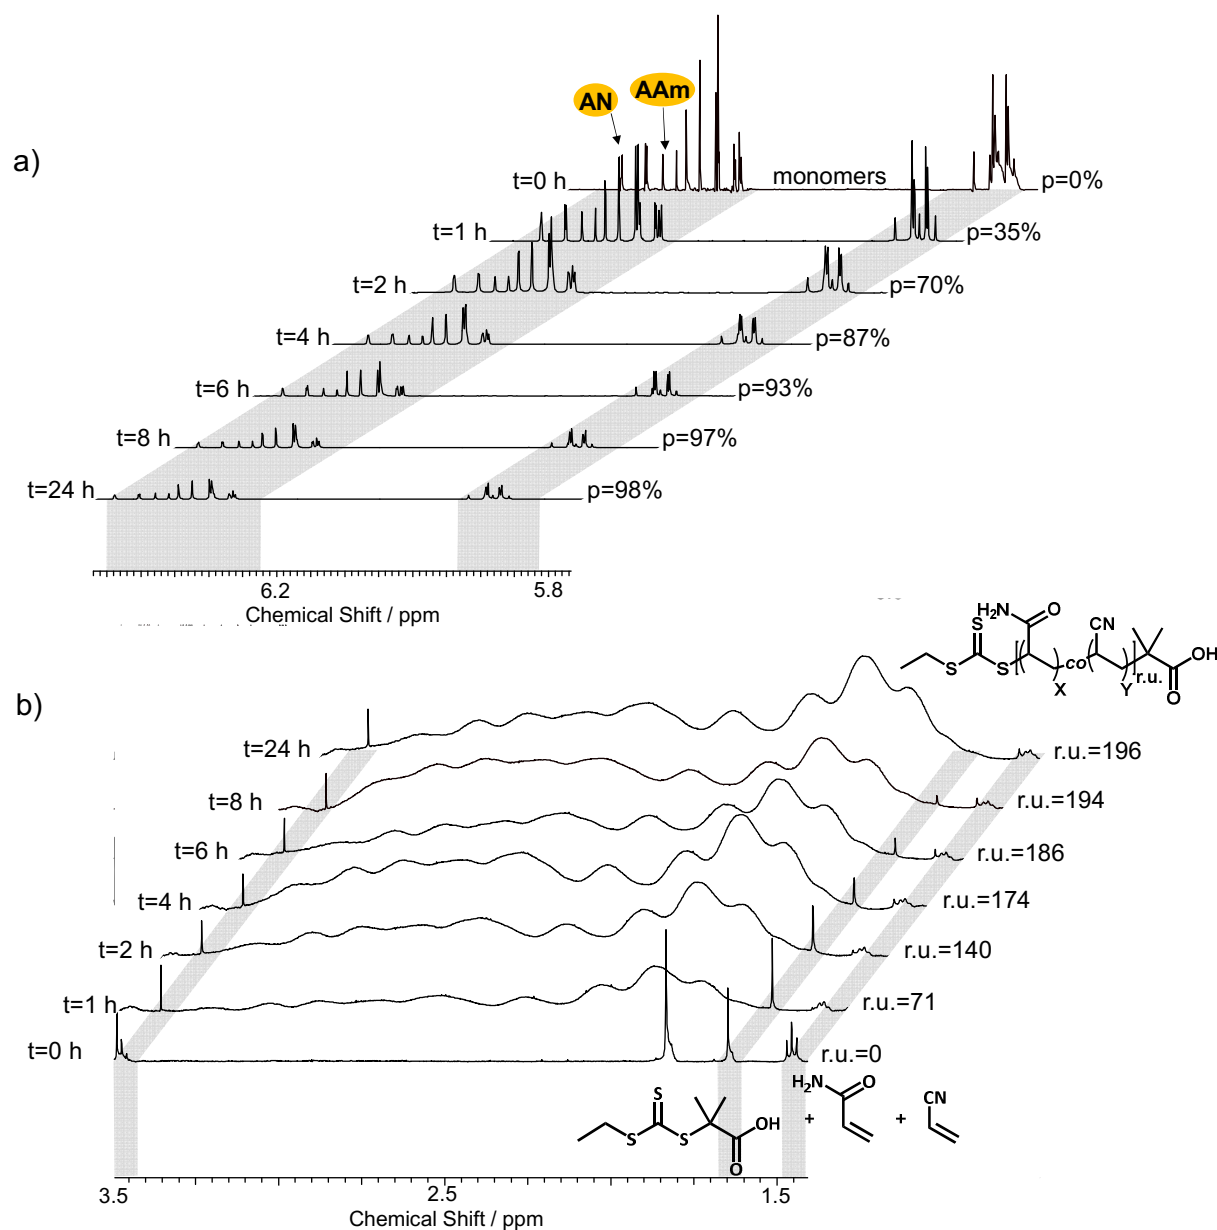 a)
AN
AAm
t=0 h
monomers
p=0%
t=1 h
p=35%
t=2 h
p=70%
t=4 h
p=87%
t=6 h
p=93%
t=8 h
p=97%
t=24 h
p=98%
6.2
5.8
Chemical Shift / ppm
S
H₂N
O
CN
S
S
X
co
Y
r.u.
OH
O
b)
t=24 h
r.u.=196
t=8 h
r.u.=194
t=6 h
r.u.=186
t=4 h
r.u.=174
t=2 h
r.u.=140
t=1 h
r.u.=71
t=0 h
r.u.=0
S
S
S
OH
O
+
H₂N
O
+
CN
3.5
2.5
1.5
Chemical Shift / ppm